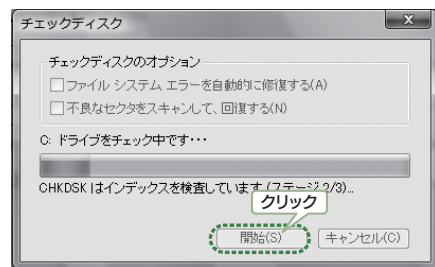 チェックディスク
チェックディスクのオプション
ファイル システム エラーを自動的に修復する(A)
不良なセクタをスキャンして、回復する(N)
C: ドライブをチェック中です・・・
CHKDSK はインデックスを検査しています (ステージ 2/3)...
クリック
開始(S)
キャンセル(C)